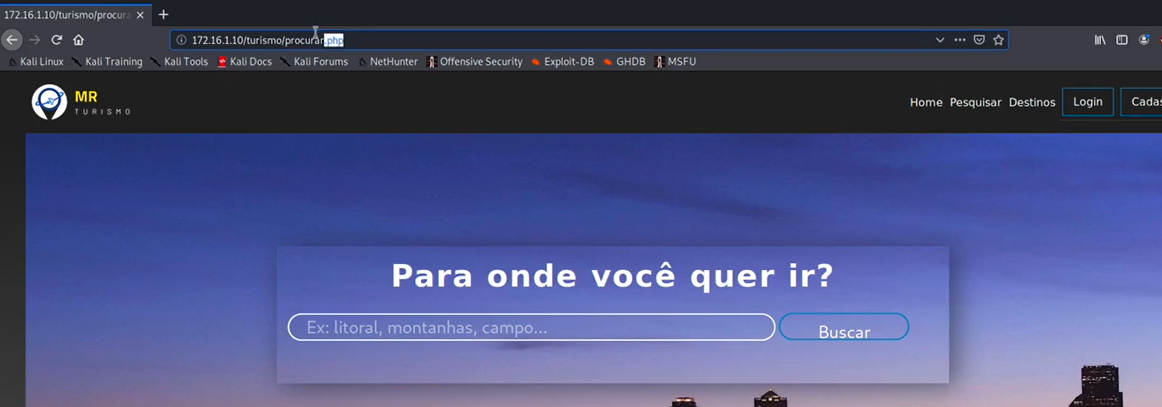 172.16.1.10/turismo/procura
172.16.1.10/turismo/procurar.php
Kali Linux Kali Training Kali Tools Kali Docs Kali Forums NetHunter Offensive Security Exploit-DB GHDB MSFU
MR
TURISMO
Home Pesquisar Destinos Login Cadas
Para onde você quer ir?
Ex: litoral, montanhas, campo...
Buscar